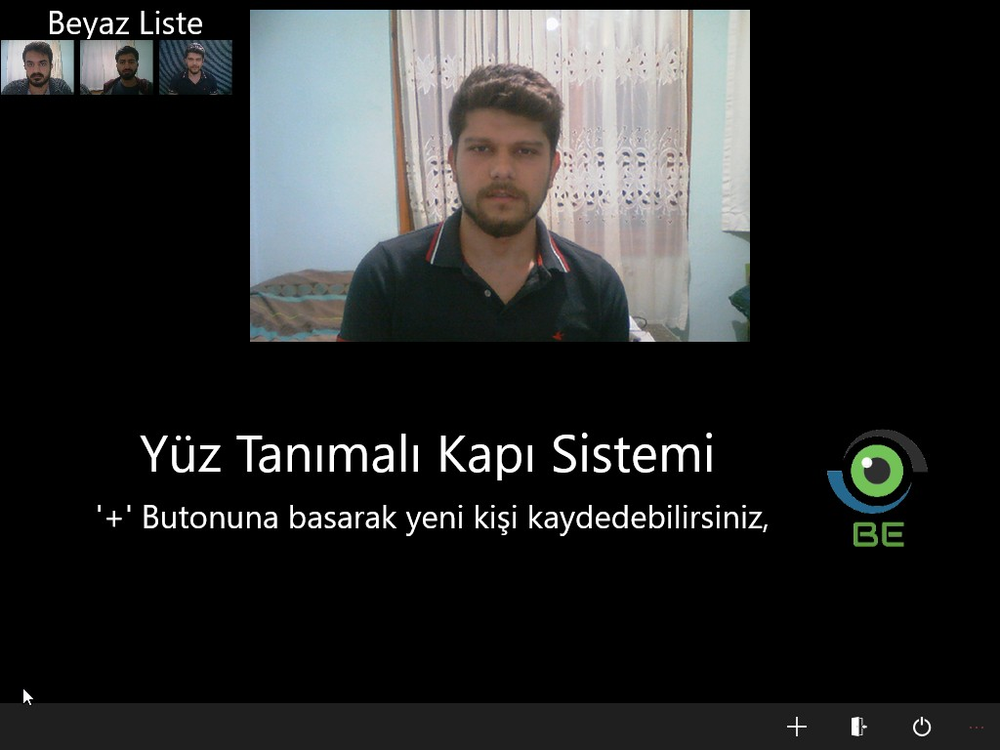 Beyaz Liste
Yüz Tanımalı Kapı Sistemi
'+' Butonuna basarak yeni kişi kaydedebilirsiniz,
BE